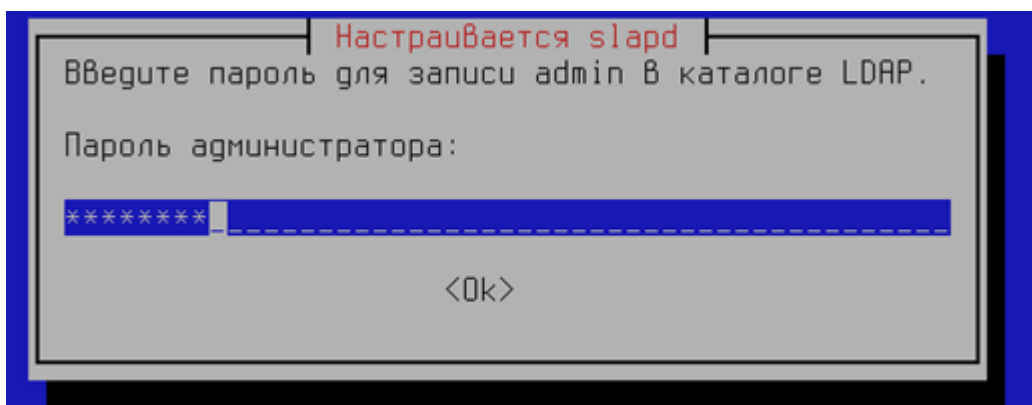 Настраивается slapd
Введите пароль для записи admin в каталоге LDAP.
Пароль администратора:
********_
<Ok>